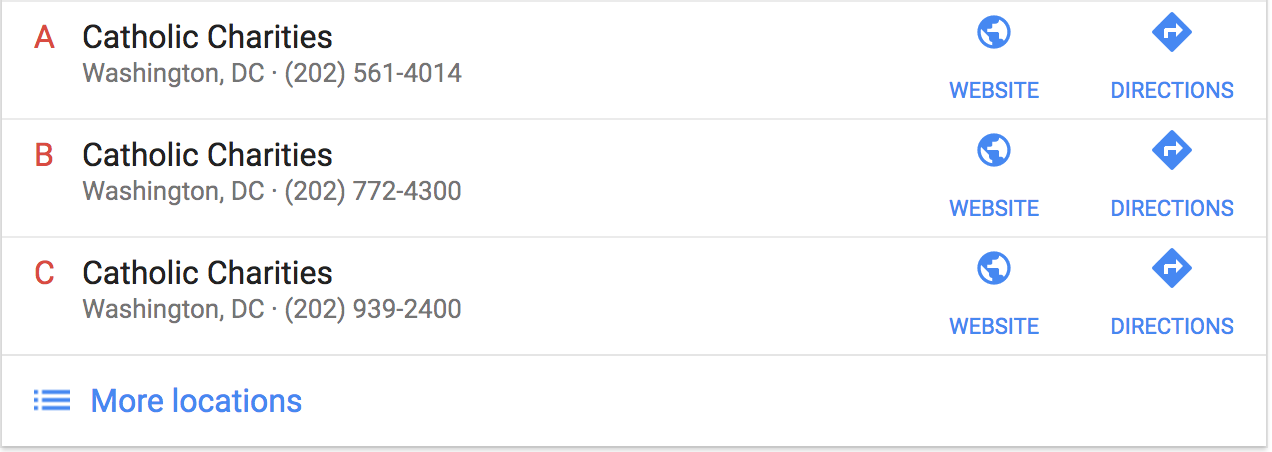 A Catholic Charities
Washington, DC · (202) 561-4014
WEBSITE DIRECTIONS
B Catholic Charities
Washington, DC · (202) 772-4300
WEBSITE DIRECTIONS
C Catholic Charities
Washington, DC · (202) 939-2400
WEBSITE DIRECTIONS
More locations